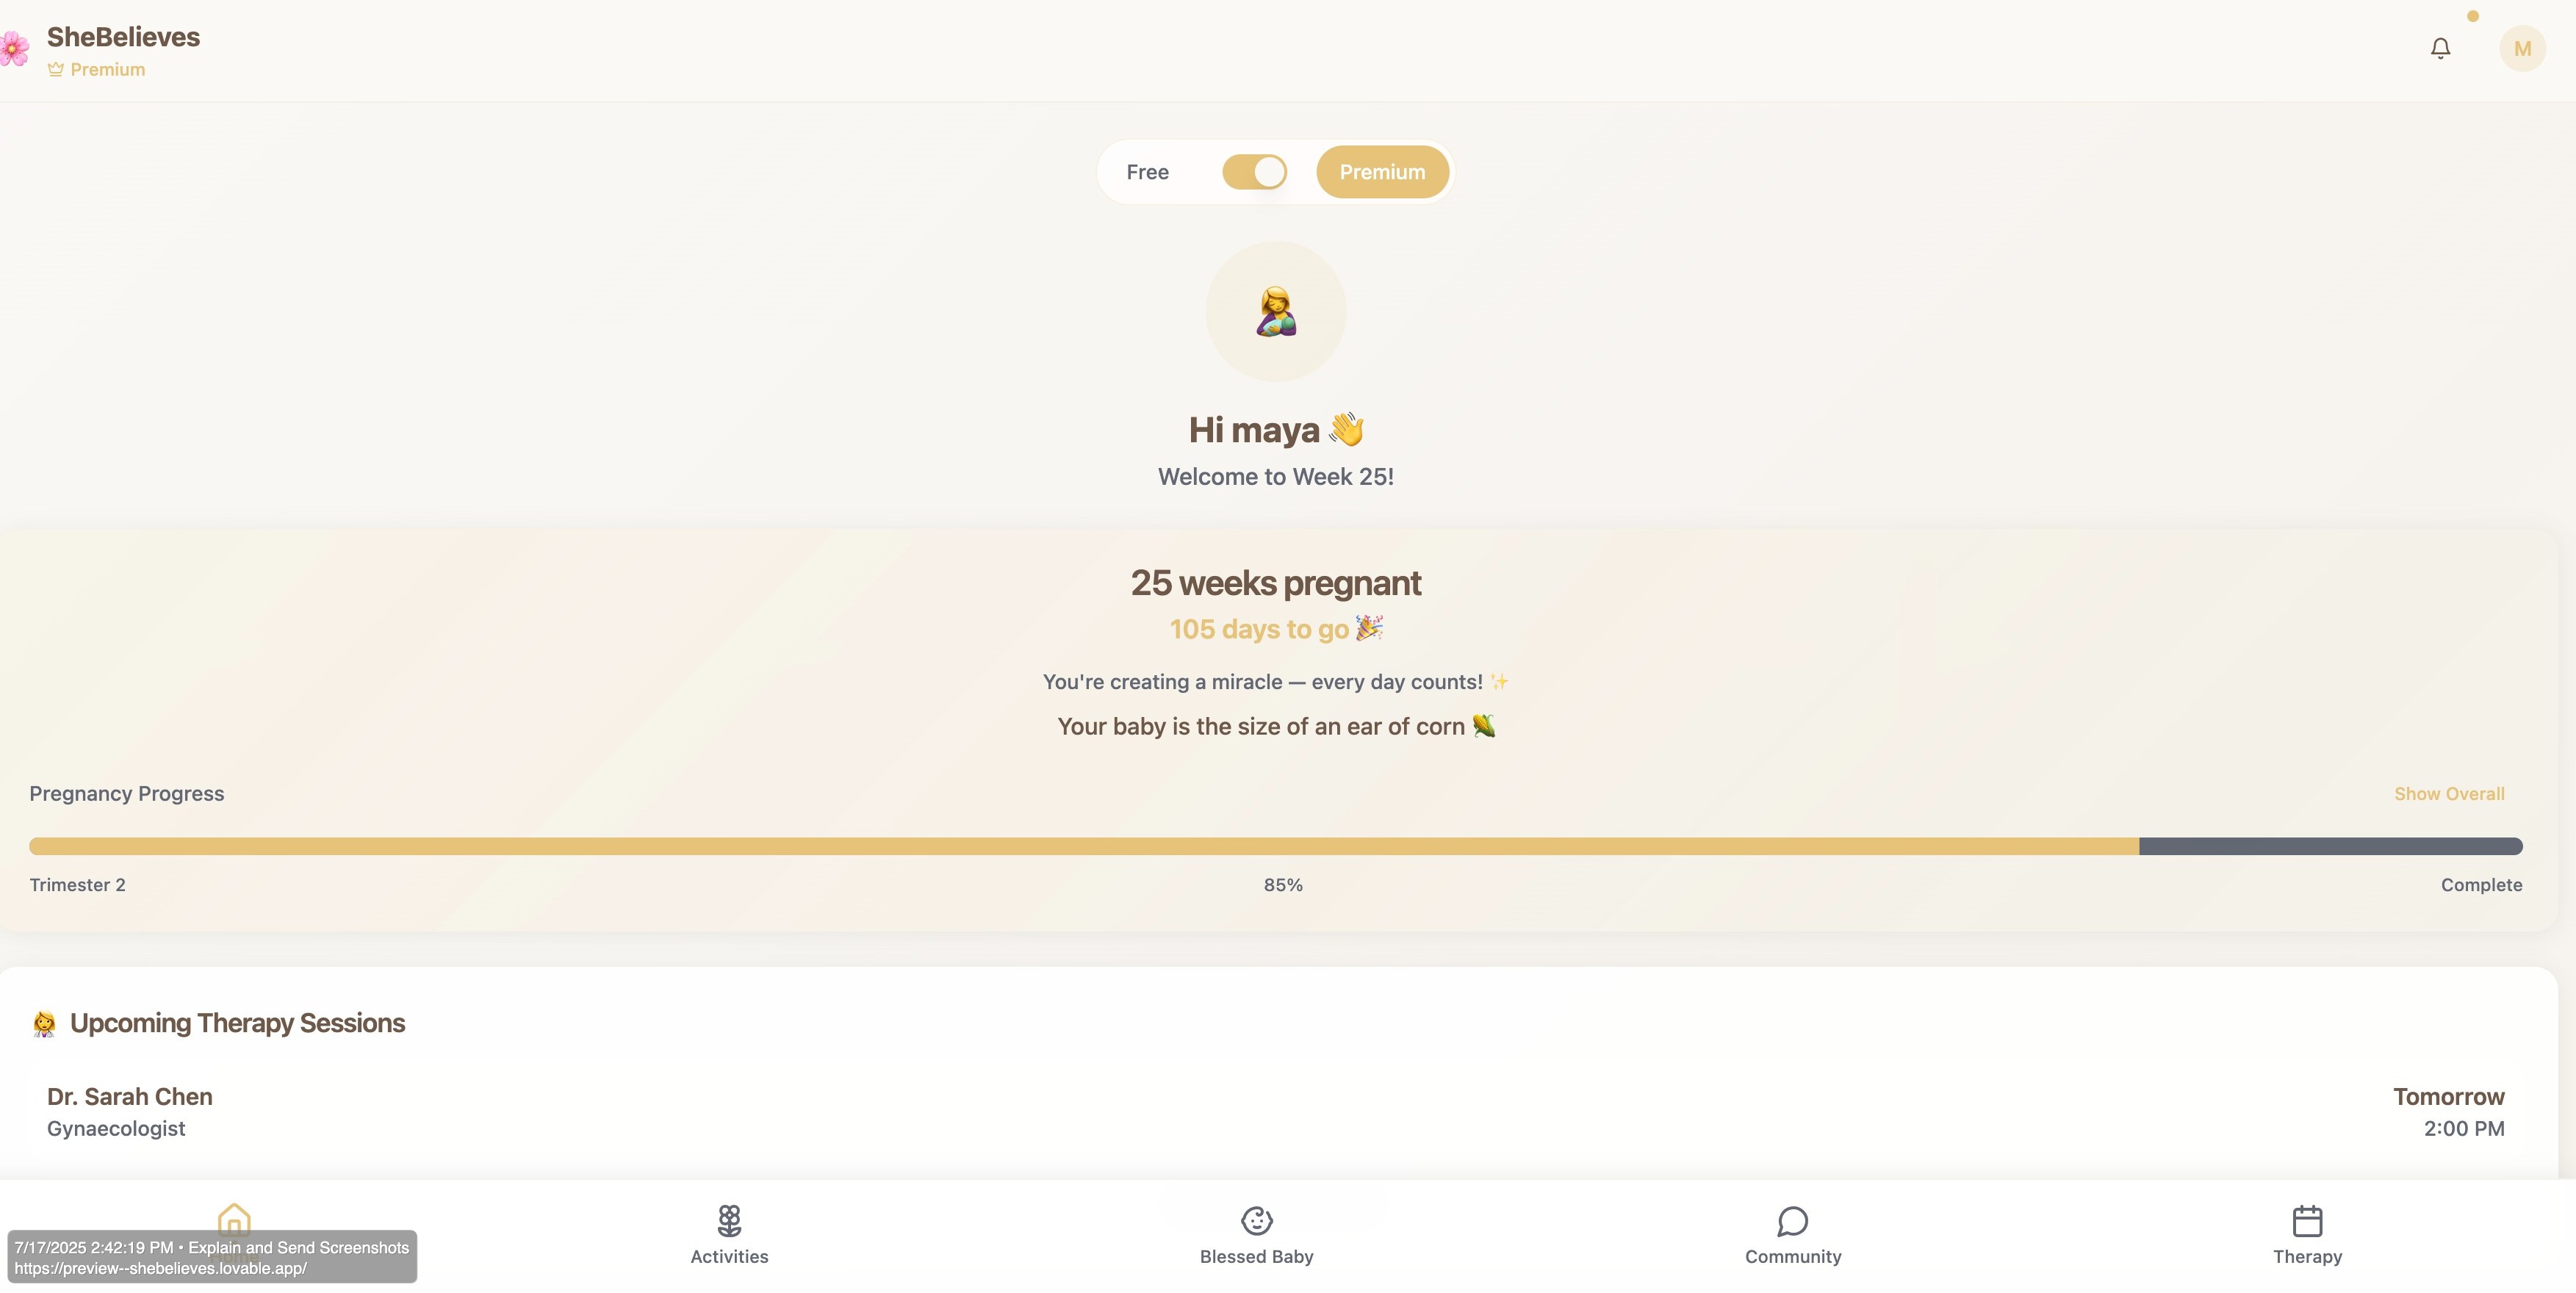 SheBelieves
Premium
M
Free
Premium
Hi maya 👋
Welcome to Week 25!
25 weeks pregnant
105 days to go 🎉
You're creating a miracle — every day counts! ✨
Your baby is the size of an ear of corn 🌽
Pregnancy Progress
Show Overall
Trimester 2
85%
Complete
Upcoming Therapy Sessions
Dr. Sarah Chen
Tomorrow
Gynaecologist
2:00 PM
7/17/2025 2:42:19 PM • Explain and Send Screenshots
https://preview--shebelieves.lovable.app/
Activities
Blessed Baby
Community
Therapy